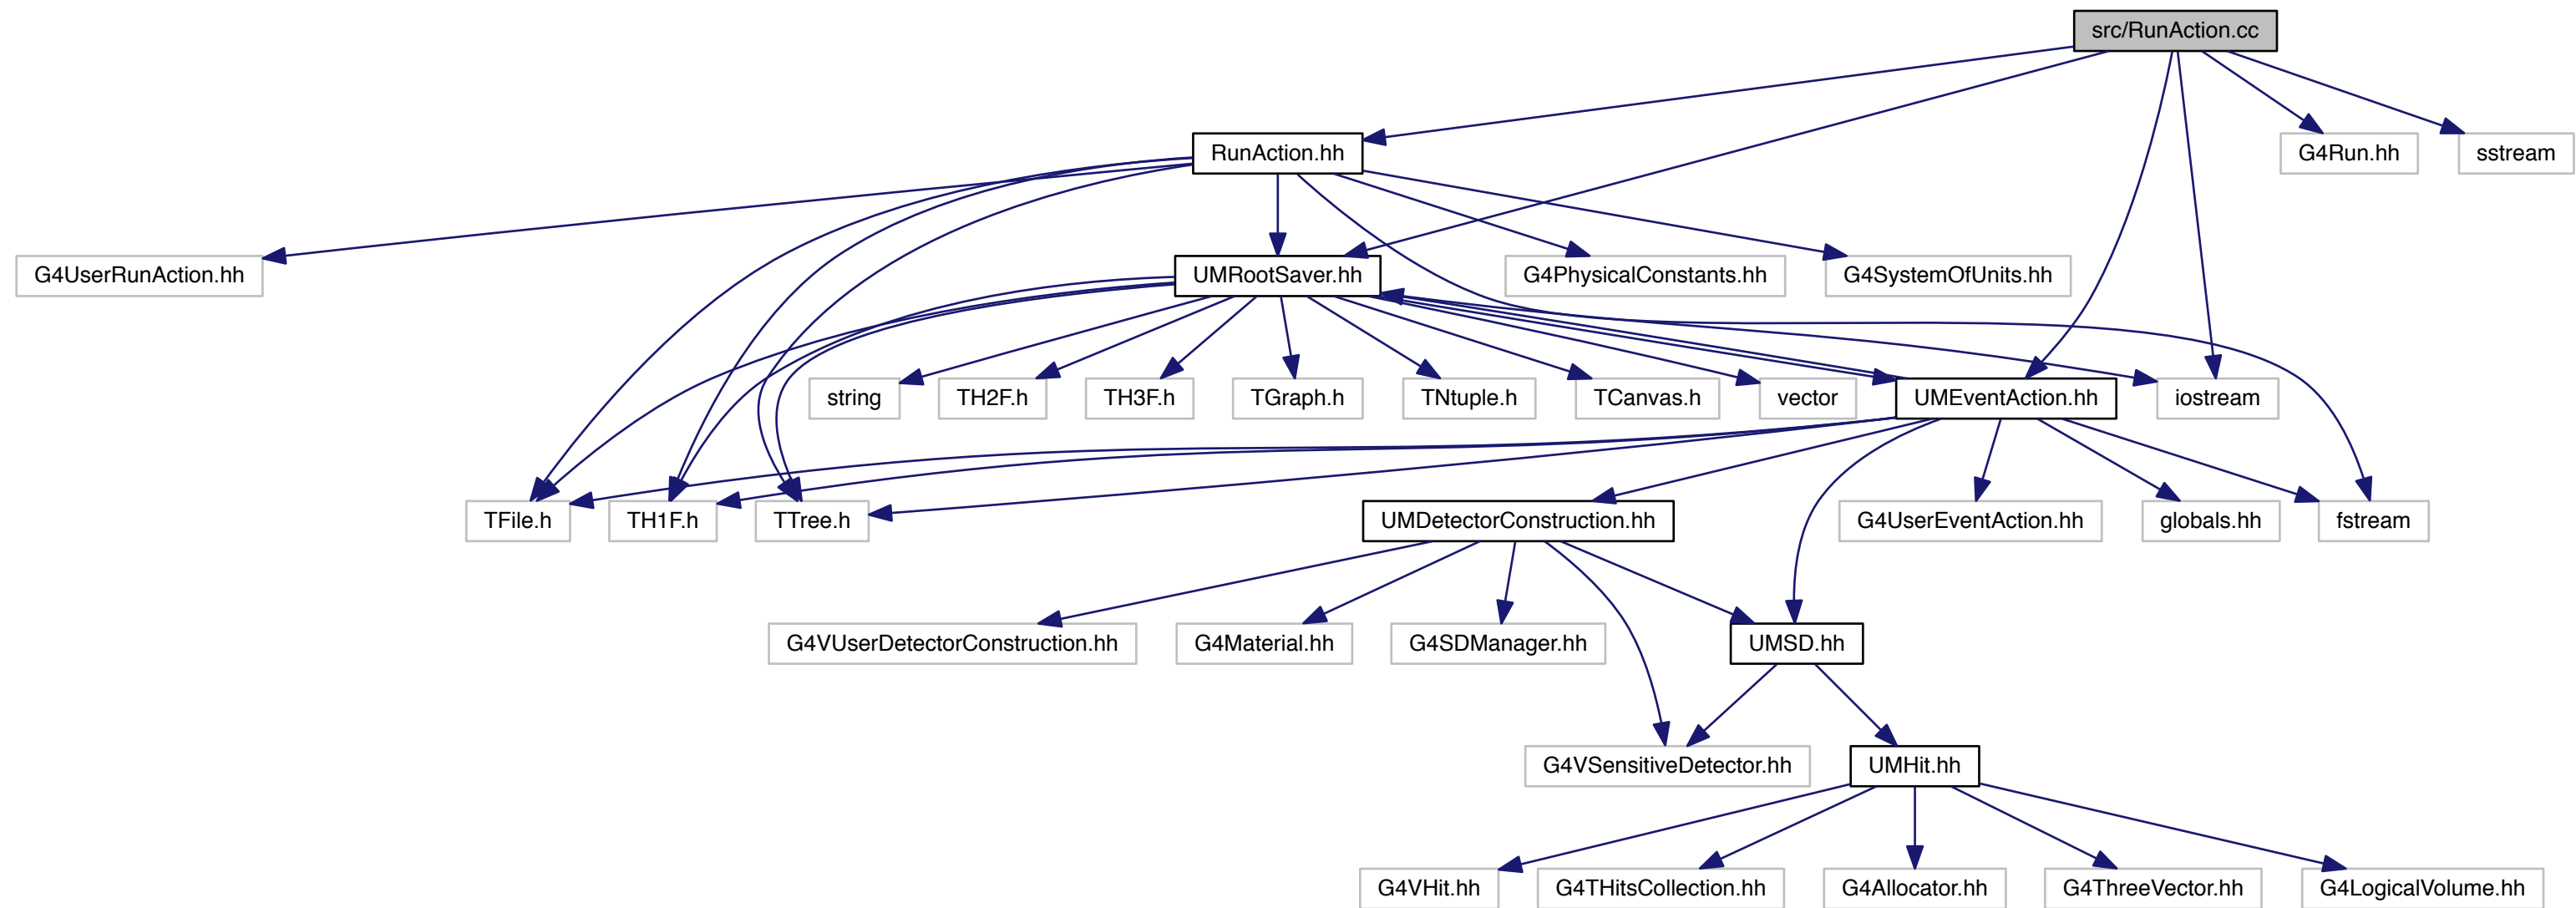 src/RunAction.cc
RunAction.hh
G4Run.hh
sstream
G4UserRunAction.hh
UMRootSaver.hh
G4PhysicalConstants.hh
G4SystemOfUnits.hh
string
TH2F.h
TH3F.h
TGraph.h
TNtuple.h
TCanvas.h
vector
UMEventAction.hh
iostream
TFile.h
TH1F.h
TTree.h
UMDetectorConstruction.hh
G4UserEventAction.hh
globals.hh
fstream
G4VUserDetectorConstruction.hh
G4Material.hh
G4SDManager.hh
UMSD.hh
G4VSensitiveDetector.hh
UMHit.hh
G4VHit.hh
G4THitsCollection.hh
G4Allocator.hh
G4ThreeVector.hh
G4LogicalVolume.hh